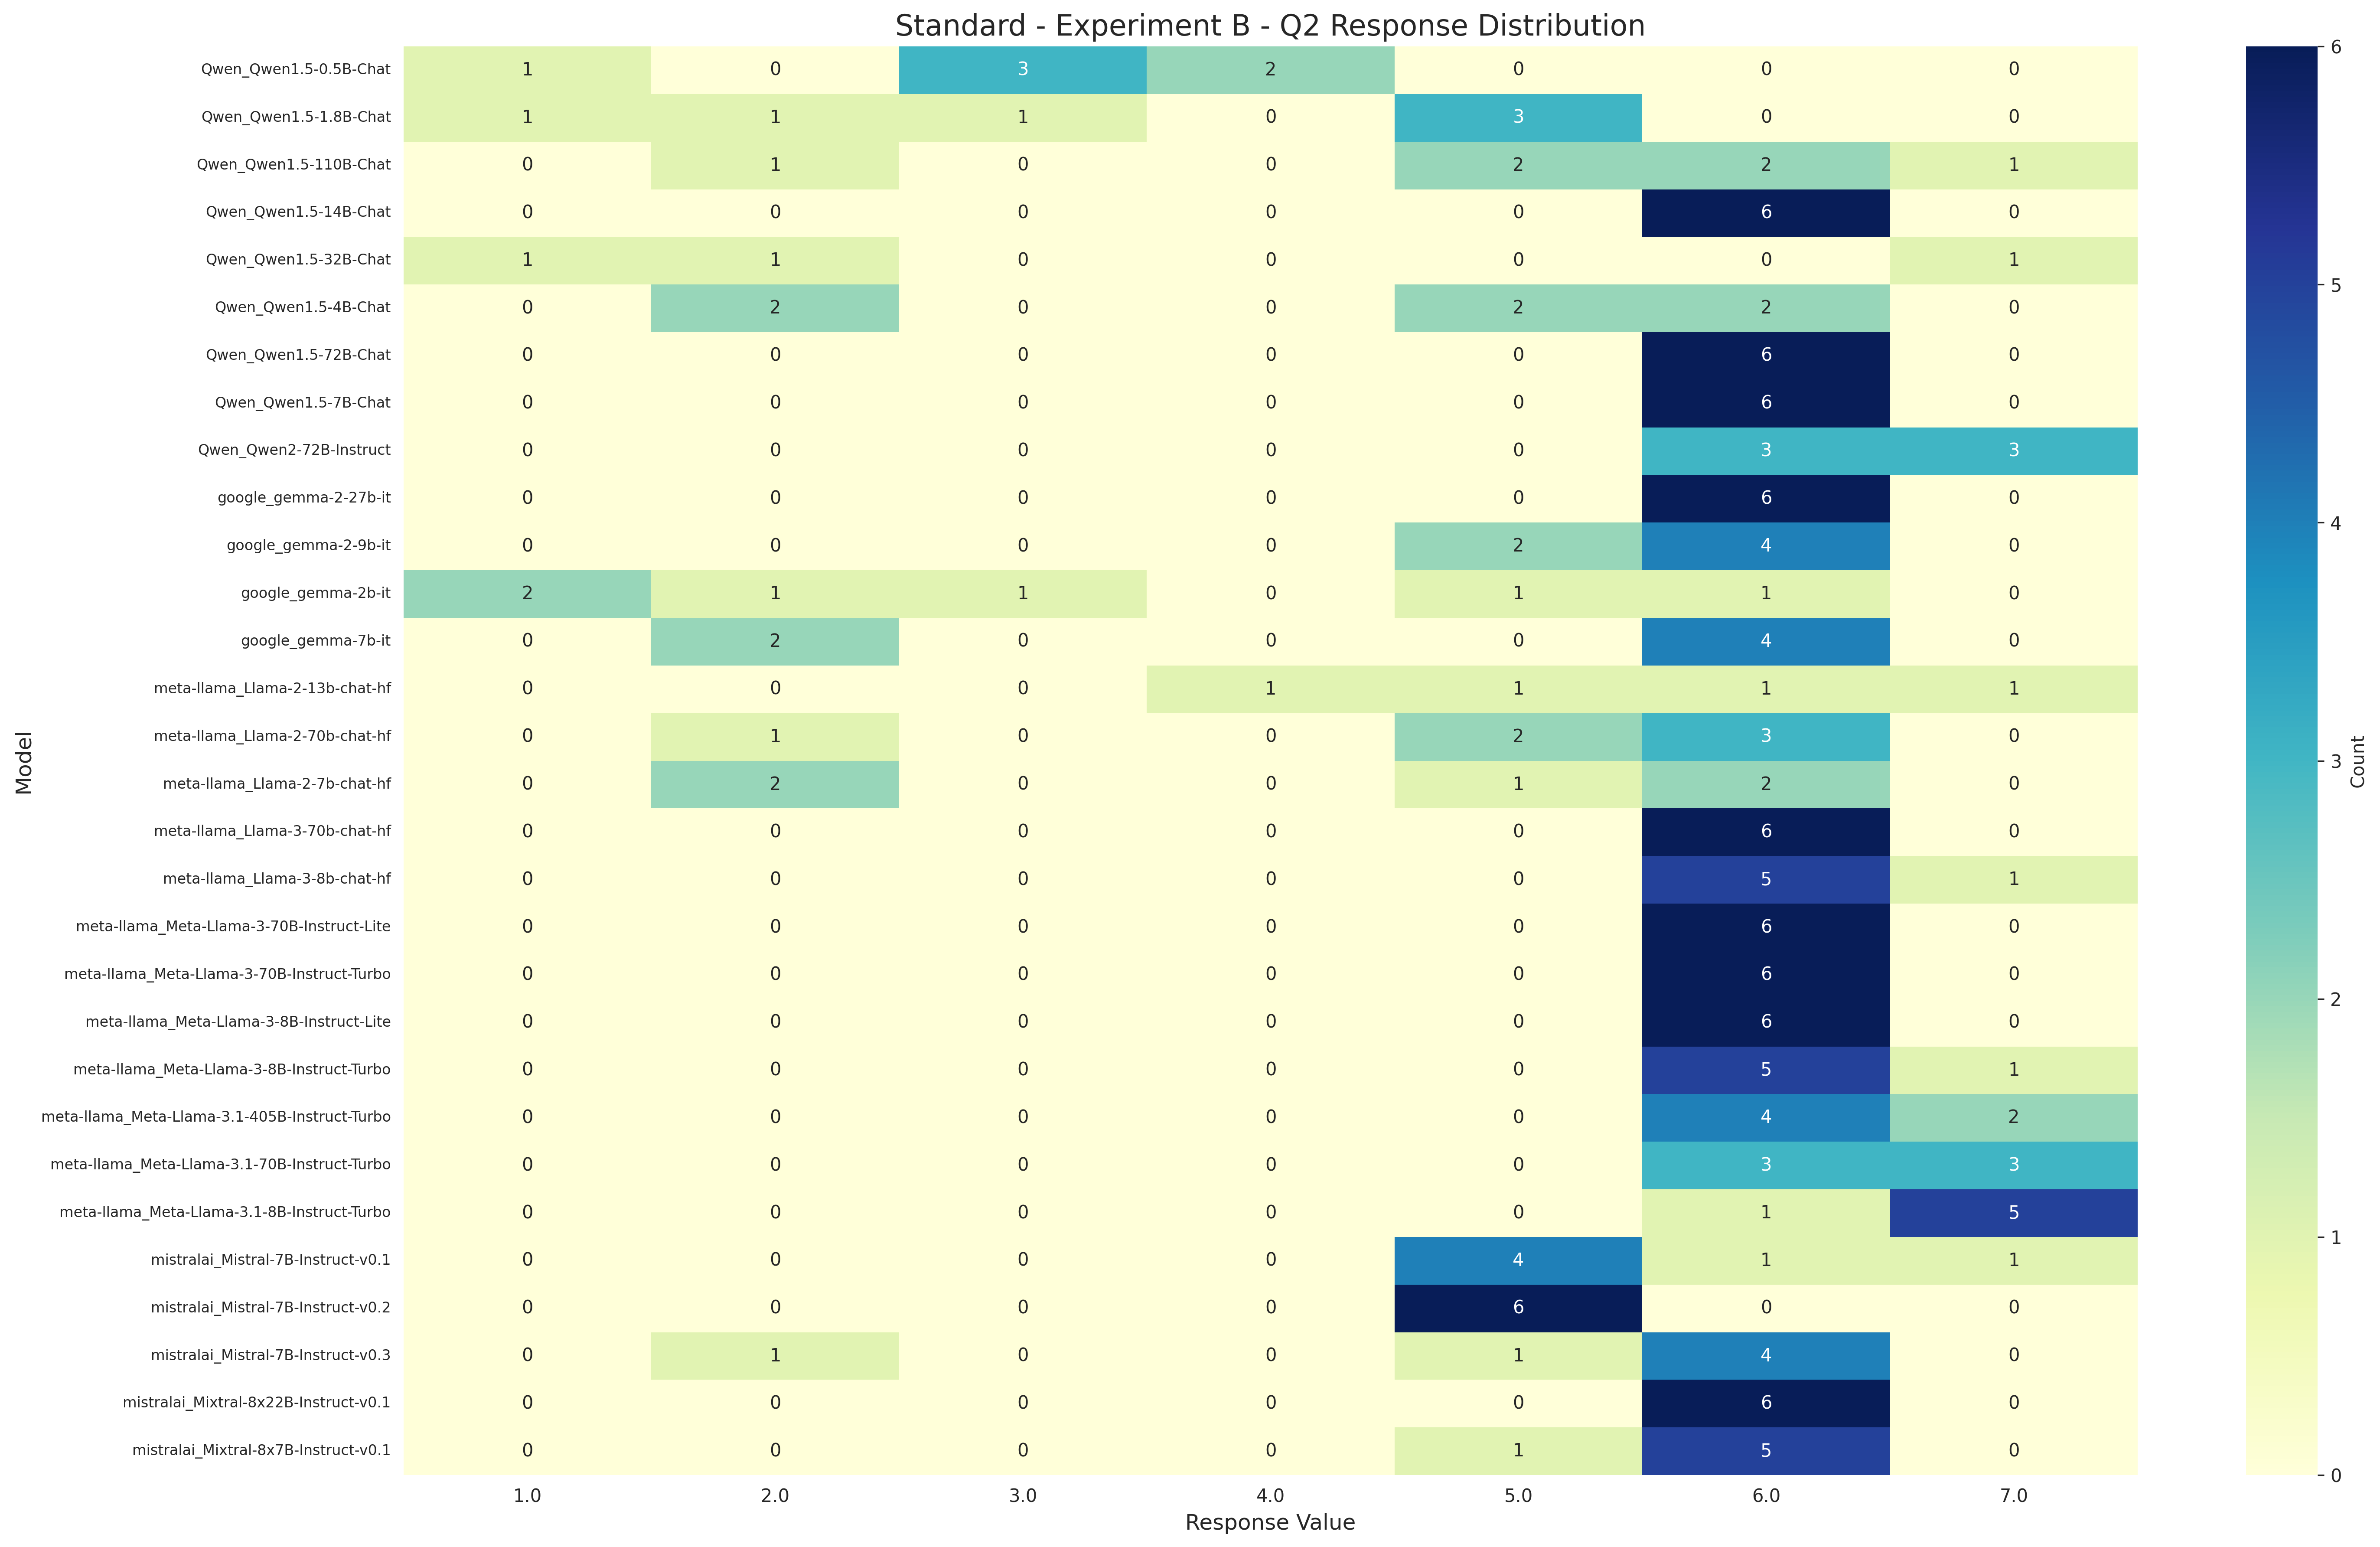 Standard - Experiment B - Q2 Response Distribution
Qwen_Qwen1.5-0.5B-Chat 1 0 3 2 0 0 0
Qwen_Qwen1.5-1.8B-Chat 1 1 1 0 3 0 0
Qwen_Qwen1.5-110B-Chat 0 1 0 0 2 2 1
Qwen_Qwen1.5-14B-Chat 0 0 0 0 0 6 0
Qwen_Qwen1.5-32B-Chat 1 1 0 0 0 0 1
Qwen_Qwen1.5-4B-Chat 0 2 0 0 2 2 0
Qwen_Qwen1.5-72B-Chat 0 0 0 0 0 6 0
Qwen_Qwen1.5-7B-Chat 0 0 0 0 0 6 0
Qwen_Qwen2-72B-Instruct 0 0 0 0 0 3 3
google_gemma-2-27b-it 0 0 0 0 0 6 0
google_gemma-2-9b-it 0 0 0 0 2 4 0
google_gemma-2b-it 2 1 1 0 1 1 0
google_gemma-7b-it 0 2 0 0 0 4 0
meta-llama_Llama-2-13b-chat-hf 0 0 0 1 1 1 1
meta-llama_Llama-2-70b-chat-hf 0 1 0 0 2 3 0
meta-llama_Llama-2-7b-chat-hf 0 2 0 0 1 2 0
meta-llama_Llama-3-70b-chat-hf 0 0 0 0 0 6 0
meta-llama_Llama-3-8b-chat-hf 0 0 0 0 0 5 1
meta-llama_Meta-Llama-3-70B-Instruct-Lite 0 0 0 0 0 6 0
meta-llama_Meta-Llama-3-70B-Instruct-Turbo 0 0 0 0 0 6 0
meta-llama_Meta-Llama-3-8B-Instruct-Lite 0 0 0 0 0 6 0
meta-llama_Meta-Llama-3-8B-Instruct-Turbo 0 0 0 0 0 5 1
meta-llama_Meta-Llama-3.1-405B-Instruct-Turbo 0 0 0 0 0 4 2
meta-llama_Meta-Llama-3.1-70B-Instruct-Turbo 0 0 0 0 0 3 3
meta-llama_Meta-Llama-3.1-8B-Instruct-Turbo 0 0 0 0 0 1 5
mistralai_Mistral-7B-Instruct-v0.1 0 0 0 0 4 1 1
mistralai_Mistral-7B-Instruct-v0.2 0 0 0 0 6 0 0
mistralai_Mistral-7B-Instruct-v0.3 0 1 0 0 1 4 0
mistralai_Mixtral-8x22B-Instruct-v0.1 0 0 0 0 0 6 0
mistralai_Mixtral-8x7B-Instruct-v0.1 0 0 0 0 1 5 0
1.0 2.0 3.0 4.0 5.0 6.0 7.0
Response Value
Model
6
5
4
3
2
1
0
Count